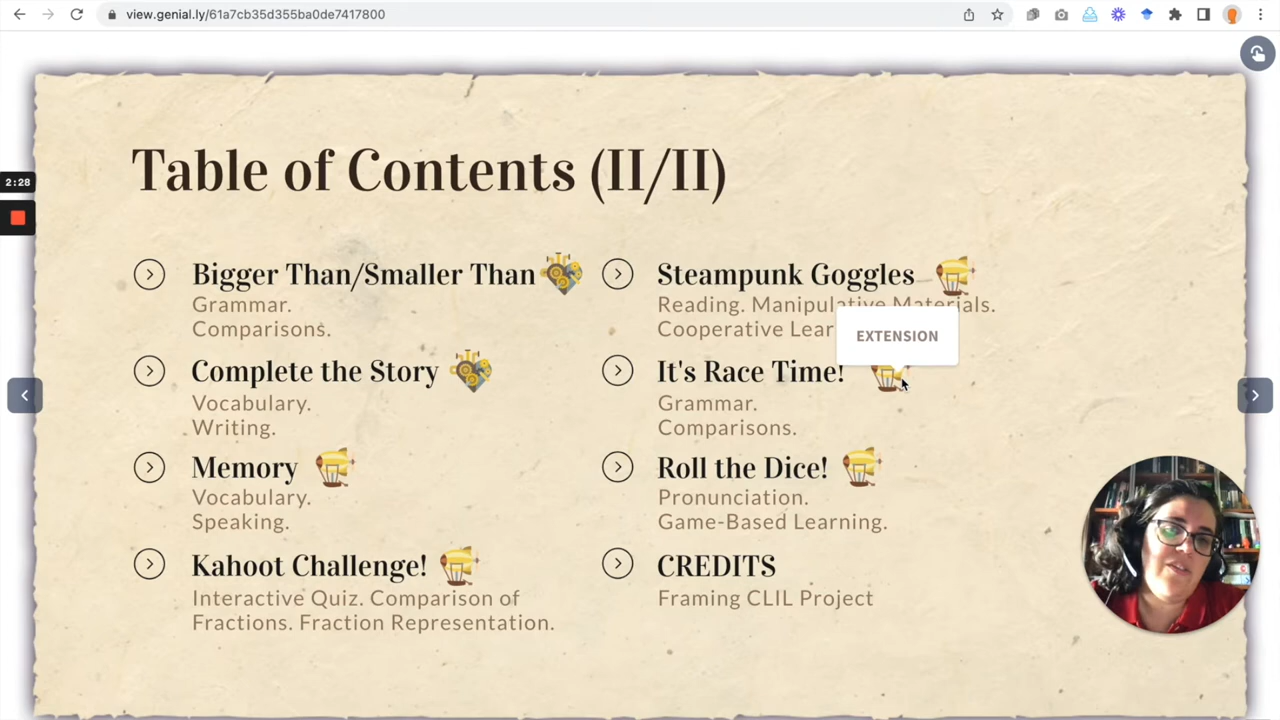 view.genial.ly/61a7cb35d355ba0de7417800
Table of Contents (II/II)
2:28
Bigger Than/Smaller Than
Grammar.
Comparisons.
Complete the Story
Vocabulary.
Writing.
Memory
Vocabulary.
Speaking.
Kahoot Challenge!
Interactive Quiz. Comparison of
Fractions. Fraction Representation.
Steampunk Goggles
Reading. Manipulative Materials.
Cooperative Lear
EXTENSION
It's Race Time!
Grammar.
Comparisons.
Roll the Dice!
Pronunciation.
Game-Based Learning.
CREDITS
Framing CLIL Project